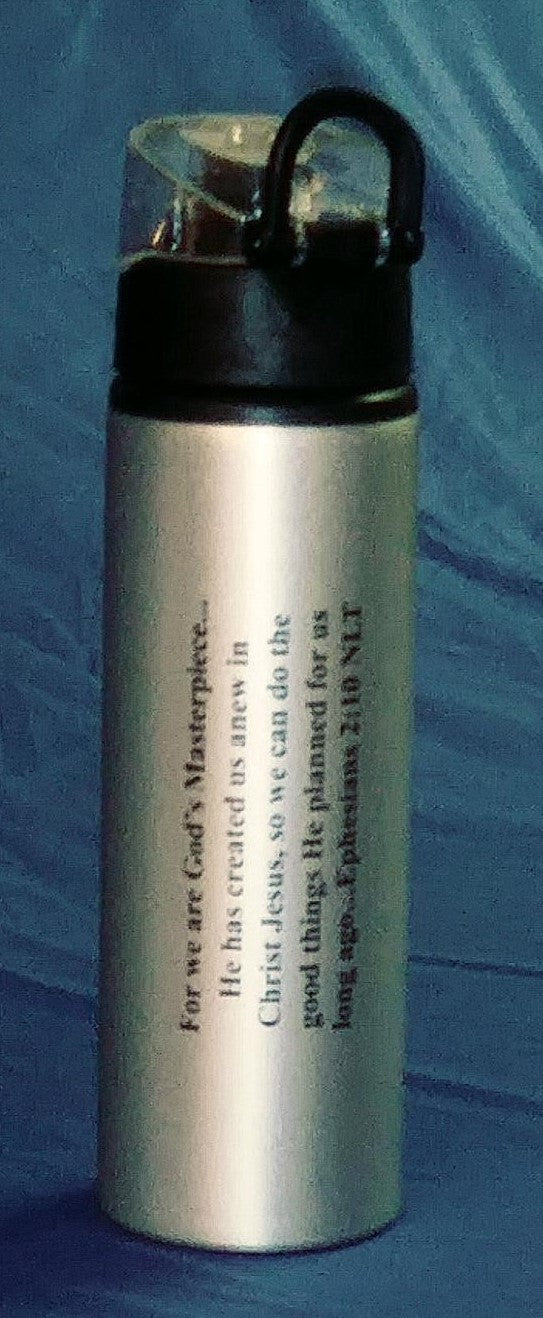 For we are God's Masterpiece...
He has created us anew in
Christ Jesus, so we can do the
good things He planned for us
long ago...Ephesians 2:10 NLT